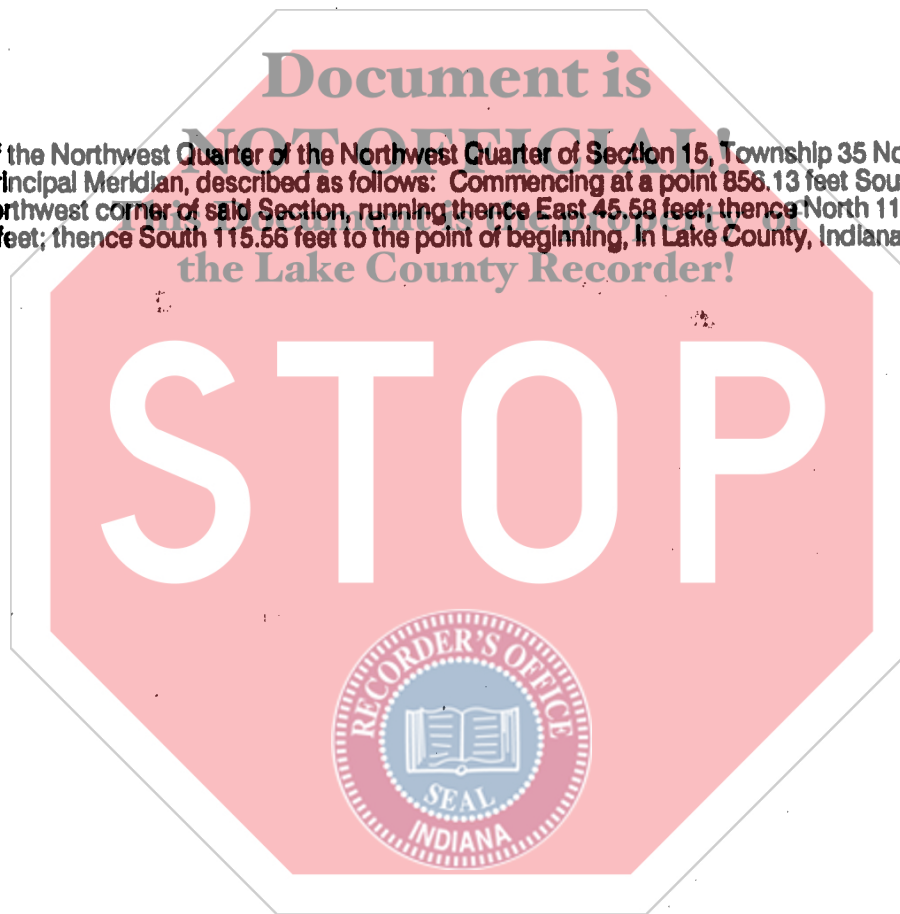 Document is
NOT OFFICIAL!
the Northwest Quarter of the Northwest Quarter of Section 15, Township 35 No
rincipal Meridian, described as follows: Commencing at a point 856.13 feet Sou
rthwest corner of said Section, running thence East 45.58 feet; thence North 11
This Document is the property of
feet; thence South 115.56 feet to the point of beginning, in Lake County, Indiana
the Lake County Recorder!
STOP
RECORDER'S OFFICE
SEAL
INDIANA